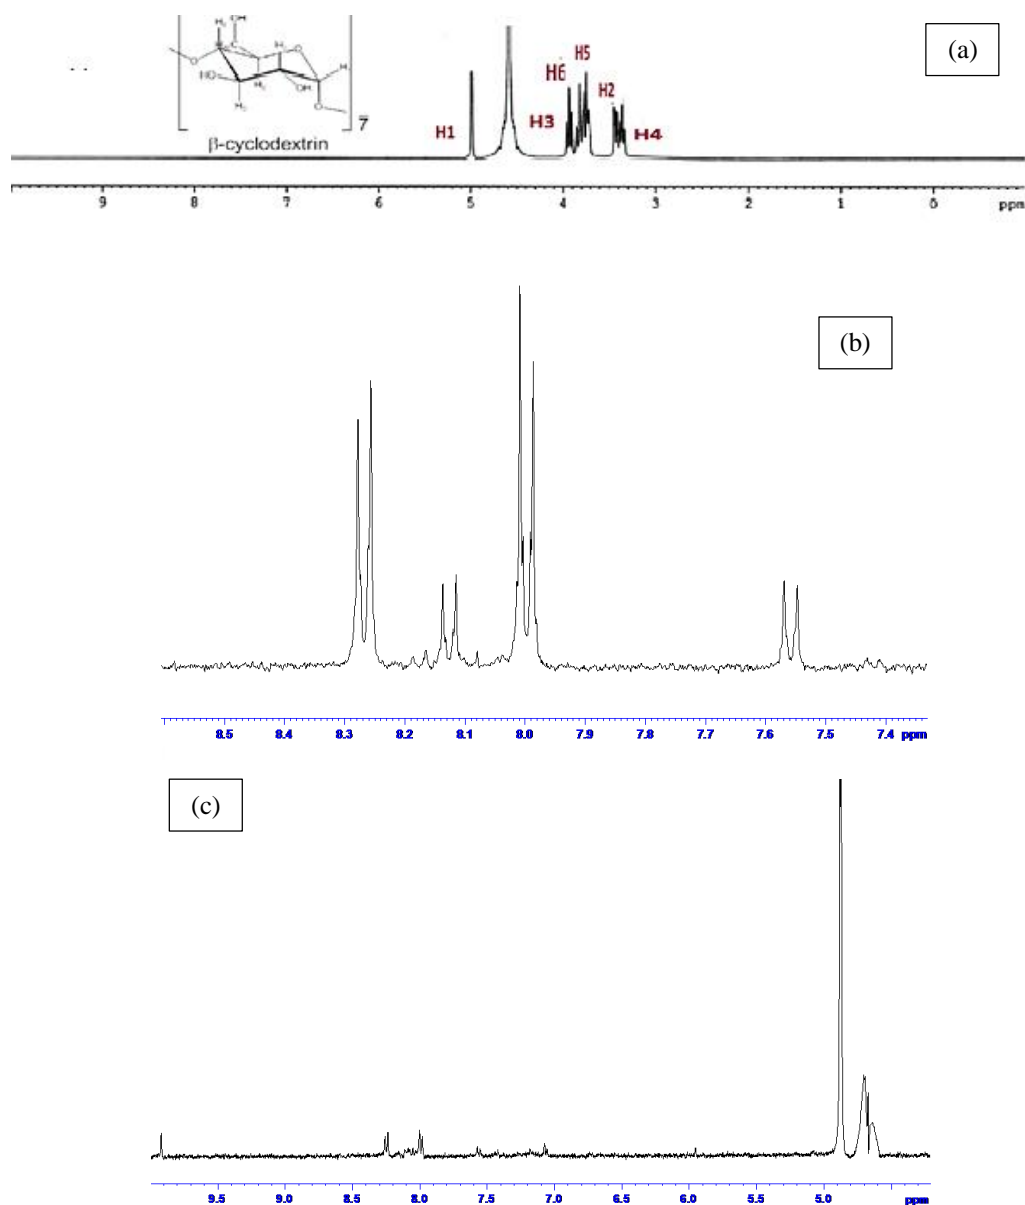 (a)
OH
H
H
HO
H
OH
H
O
O
O
7
β-cyclodextrin
H1
H3
H6
H5
H2
H4
9 8 7 6 5 4 3 2 1 0 ppm
(b)
8.5 8.4 8.3 8.2 8.1 8.0 7.9 7.8 7.7 7.6 7.5 7.4 ppm
(c)
9.5 9.0 8.5 8.0 7.5 7.0 6.5 6.0 5.5 5.0 ppm